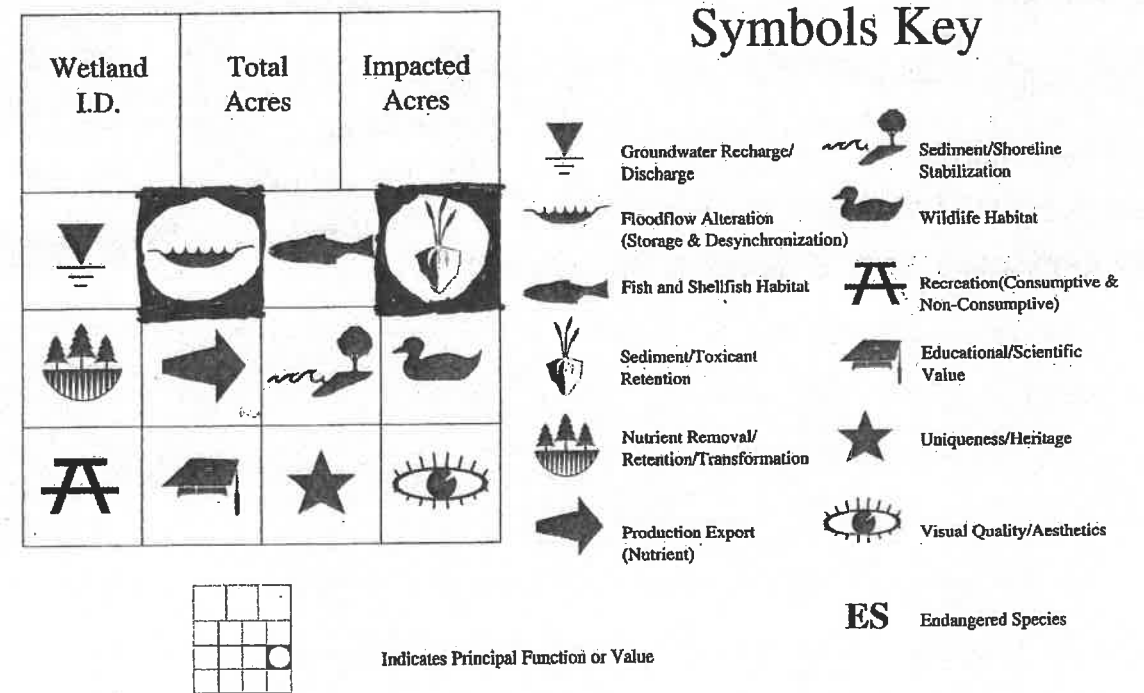 Symbols Key
Wetland
I.D.
Total
Acres
Impacted
Acres
Groundwater Recharge/
Discharge
Floodflow Alteration
(Storage & Desynchronization)
Fish and Shellfish Habitat
Sediment/Toxicant
Retention
Nutrient Removal/
Retention/Transformation
Production Export
(Nutrient)
Sediment/Shoreline
Stabilization
Wildlife Habitat
Recreation(Consumptive &
Non-Consumptive)
Educational/Scientific
Value
Uniqueness/Heritage
Visual Quality/Aesthetics
ES Endangered Species
Indicates Principal Function or Value